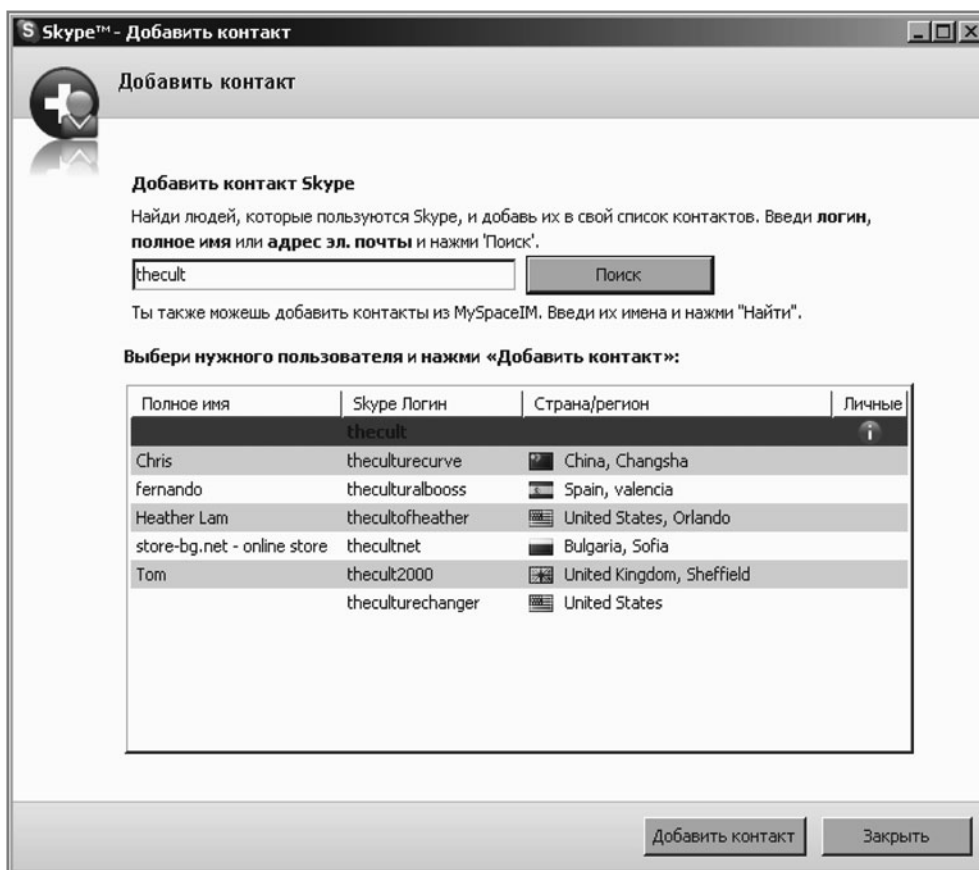 Skype™ - Добавить контакт
Добавить контакт
Добавить контакт Skype
Найди людей, которые пользуются Skype, и добавь их в свой список контактов. Введи логин,
полное имя или адрес эл. почты и нажми 'Поиск'.
thecult Поиск
Ты также можешь добавить контакты из MySpaceIM. Введи их имена и нажми "Найти".
Выбери нужного пользователя и нажми «Добавить контакт»:
Полное имя Skype Логин Страна/регион Личные
thecult
Chris theculturecurve China, Changsha
fernando theculturalbooss Spain, valencia
Heather Lam thecultofheather United States, Orlando
store-bg.net - online store thecultnet Bulgaria, Sofia
Tom thecult2000 United Kingdom, Sheffield
theculturechanger United States
Добавить контакт Закрыть